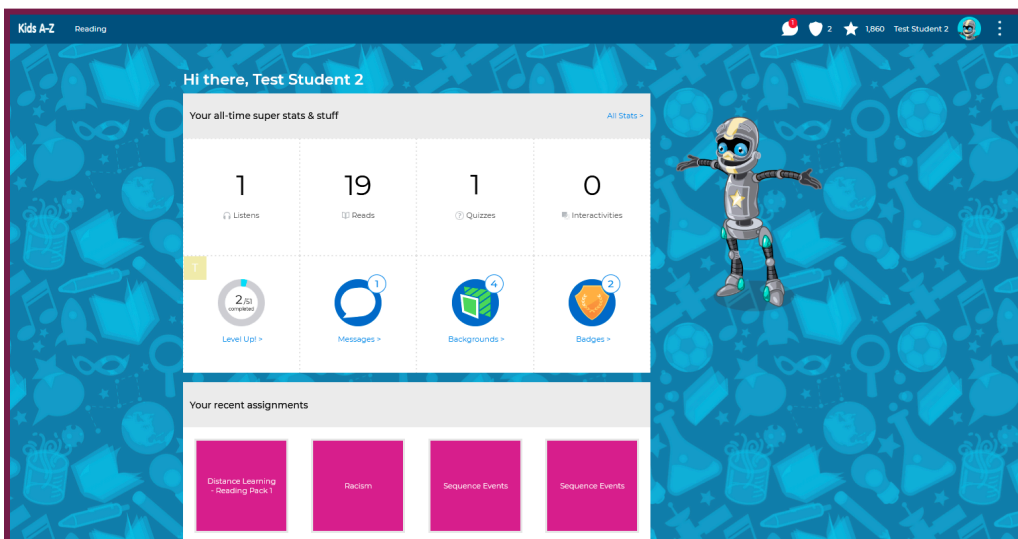 Kids A-Z Reading 1 2 1,860 Test Student 2
Hi there, Test Student 2
Your all-time super stats & stuff All Stats >
1 19 1 0
Listens Reads Quizzes Interactivities
T
2/51 1 4 2
completed
Level Up! > Messages > Backgrounds > Badges >
Your recent assignments
Distance Learning
- Reading Pack 1
Racism
Sequence Events
Sequence Events